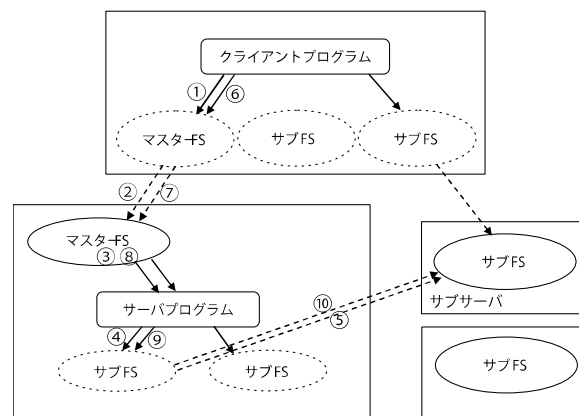 クライアントプログラム
① ⑥
マスターFS
サブFS
サブFS
② ⑦
マスターFS
③ ⑧
サーバプログラム
④ ⑨
サブFS
サブFS
⑩
⑤
サブFS
サブサーバ
サブFS